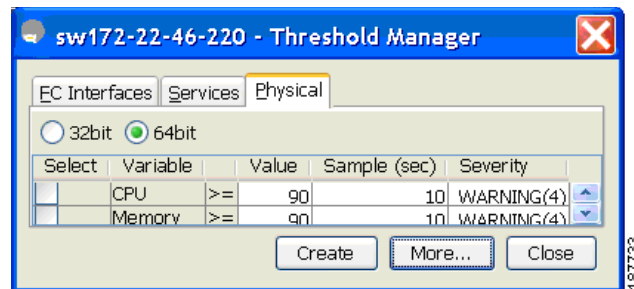 sw172-22-46-220 - Threshold Manager
FC Interfaces Services Physical
32bit 64bit
Select Variable Value Sample (sec) Severity
CPU >= 90 10 WARNING(4)
Memory >= 90 10 WARNING(4)
Create More... Close
187733